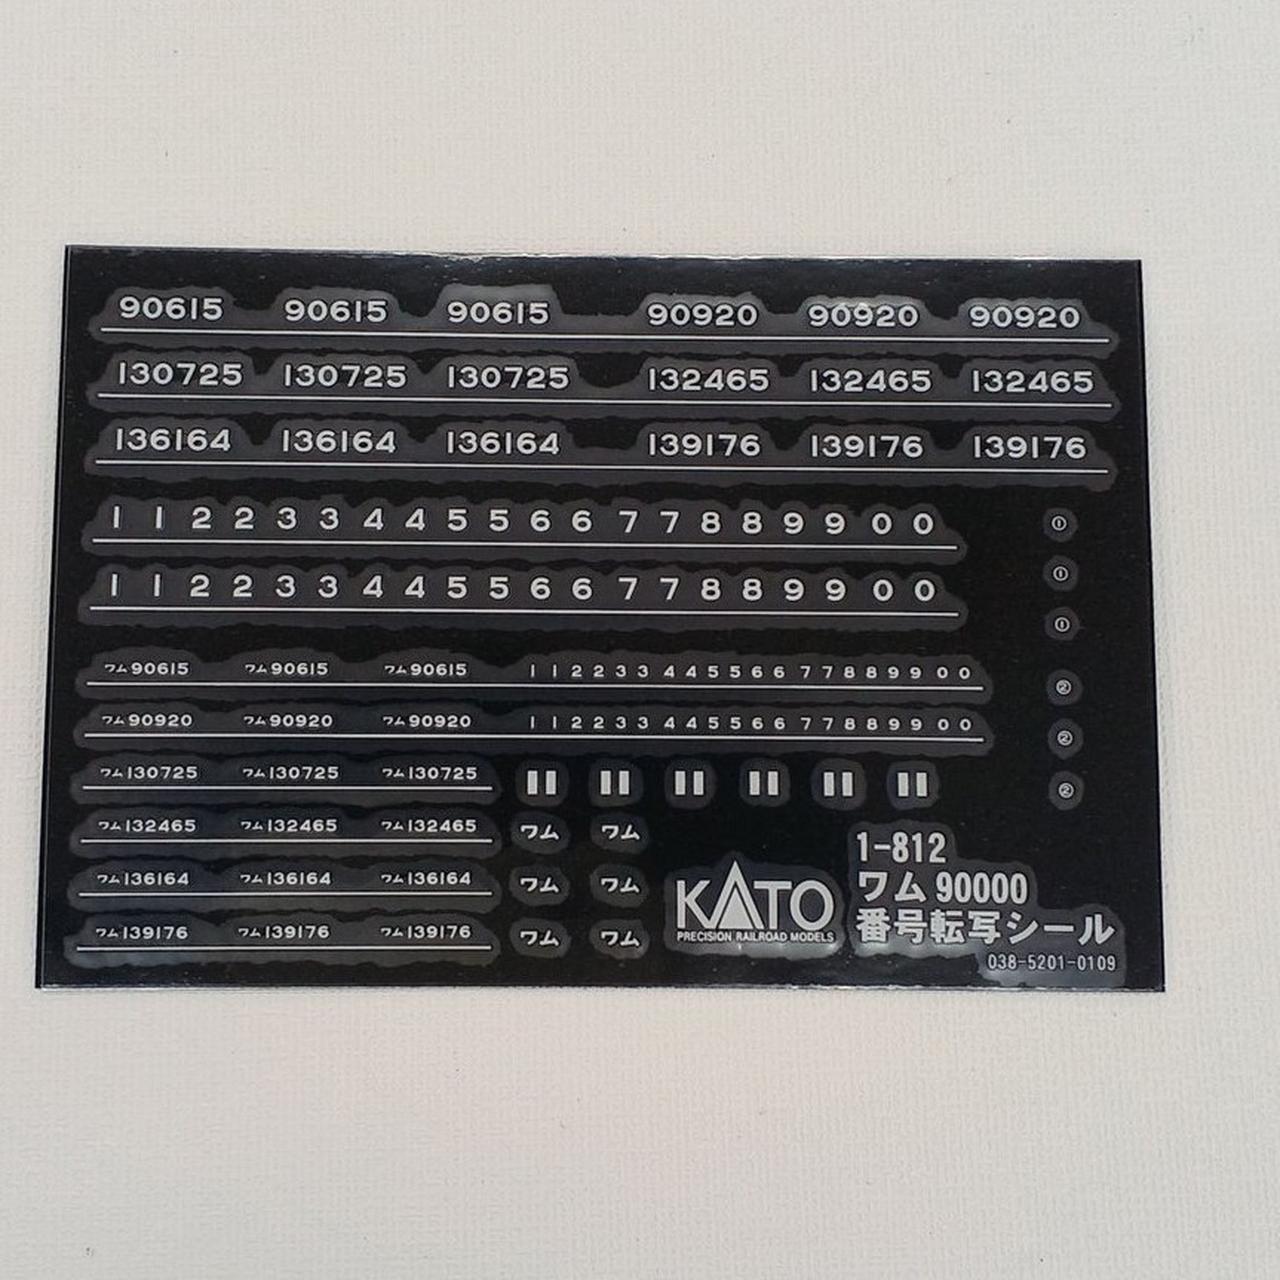 90615 90615 90615 90920 90920 90920
130725 130725 130725 132465 132465 132465
136164 136164 136164 139176 139176 139176
1 1 2 2 3 3 4 4 5 5 6 6 7 7 8 8 9 9 0 0 ①
①
1 1 2 2 3 3 4 4 5 5 6 6 7 7 8 8 9 9 0 0
①
ワム90615 ワム90615 ワム90615 1 1 2 2 3 3 4 4 5 5 6 6 7 7 8 8 9 9 0 0 ②
ワム90920 ワム90920 ワム90920 1 1 2 2 3 3 4 4 5 5 6 6 7 7 8 8 9 9 0 0 ②
ワム130725 ワム130725 ワム130725 ②
ワム132465 ワム132465 ワム132465 ワム ワム
ワム136164 ワム136164 ワム136164 ワム ワム
ワム139176 ワム139176 ワム139176 ワム ワム
KATO
PRECISION RAILROAD MODELS
1-812
ワム 90000
番号転写シール
038-5201-0109